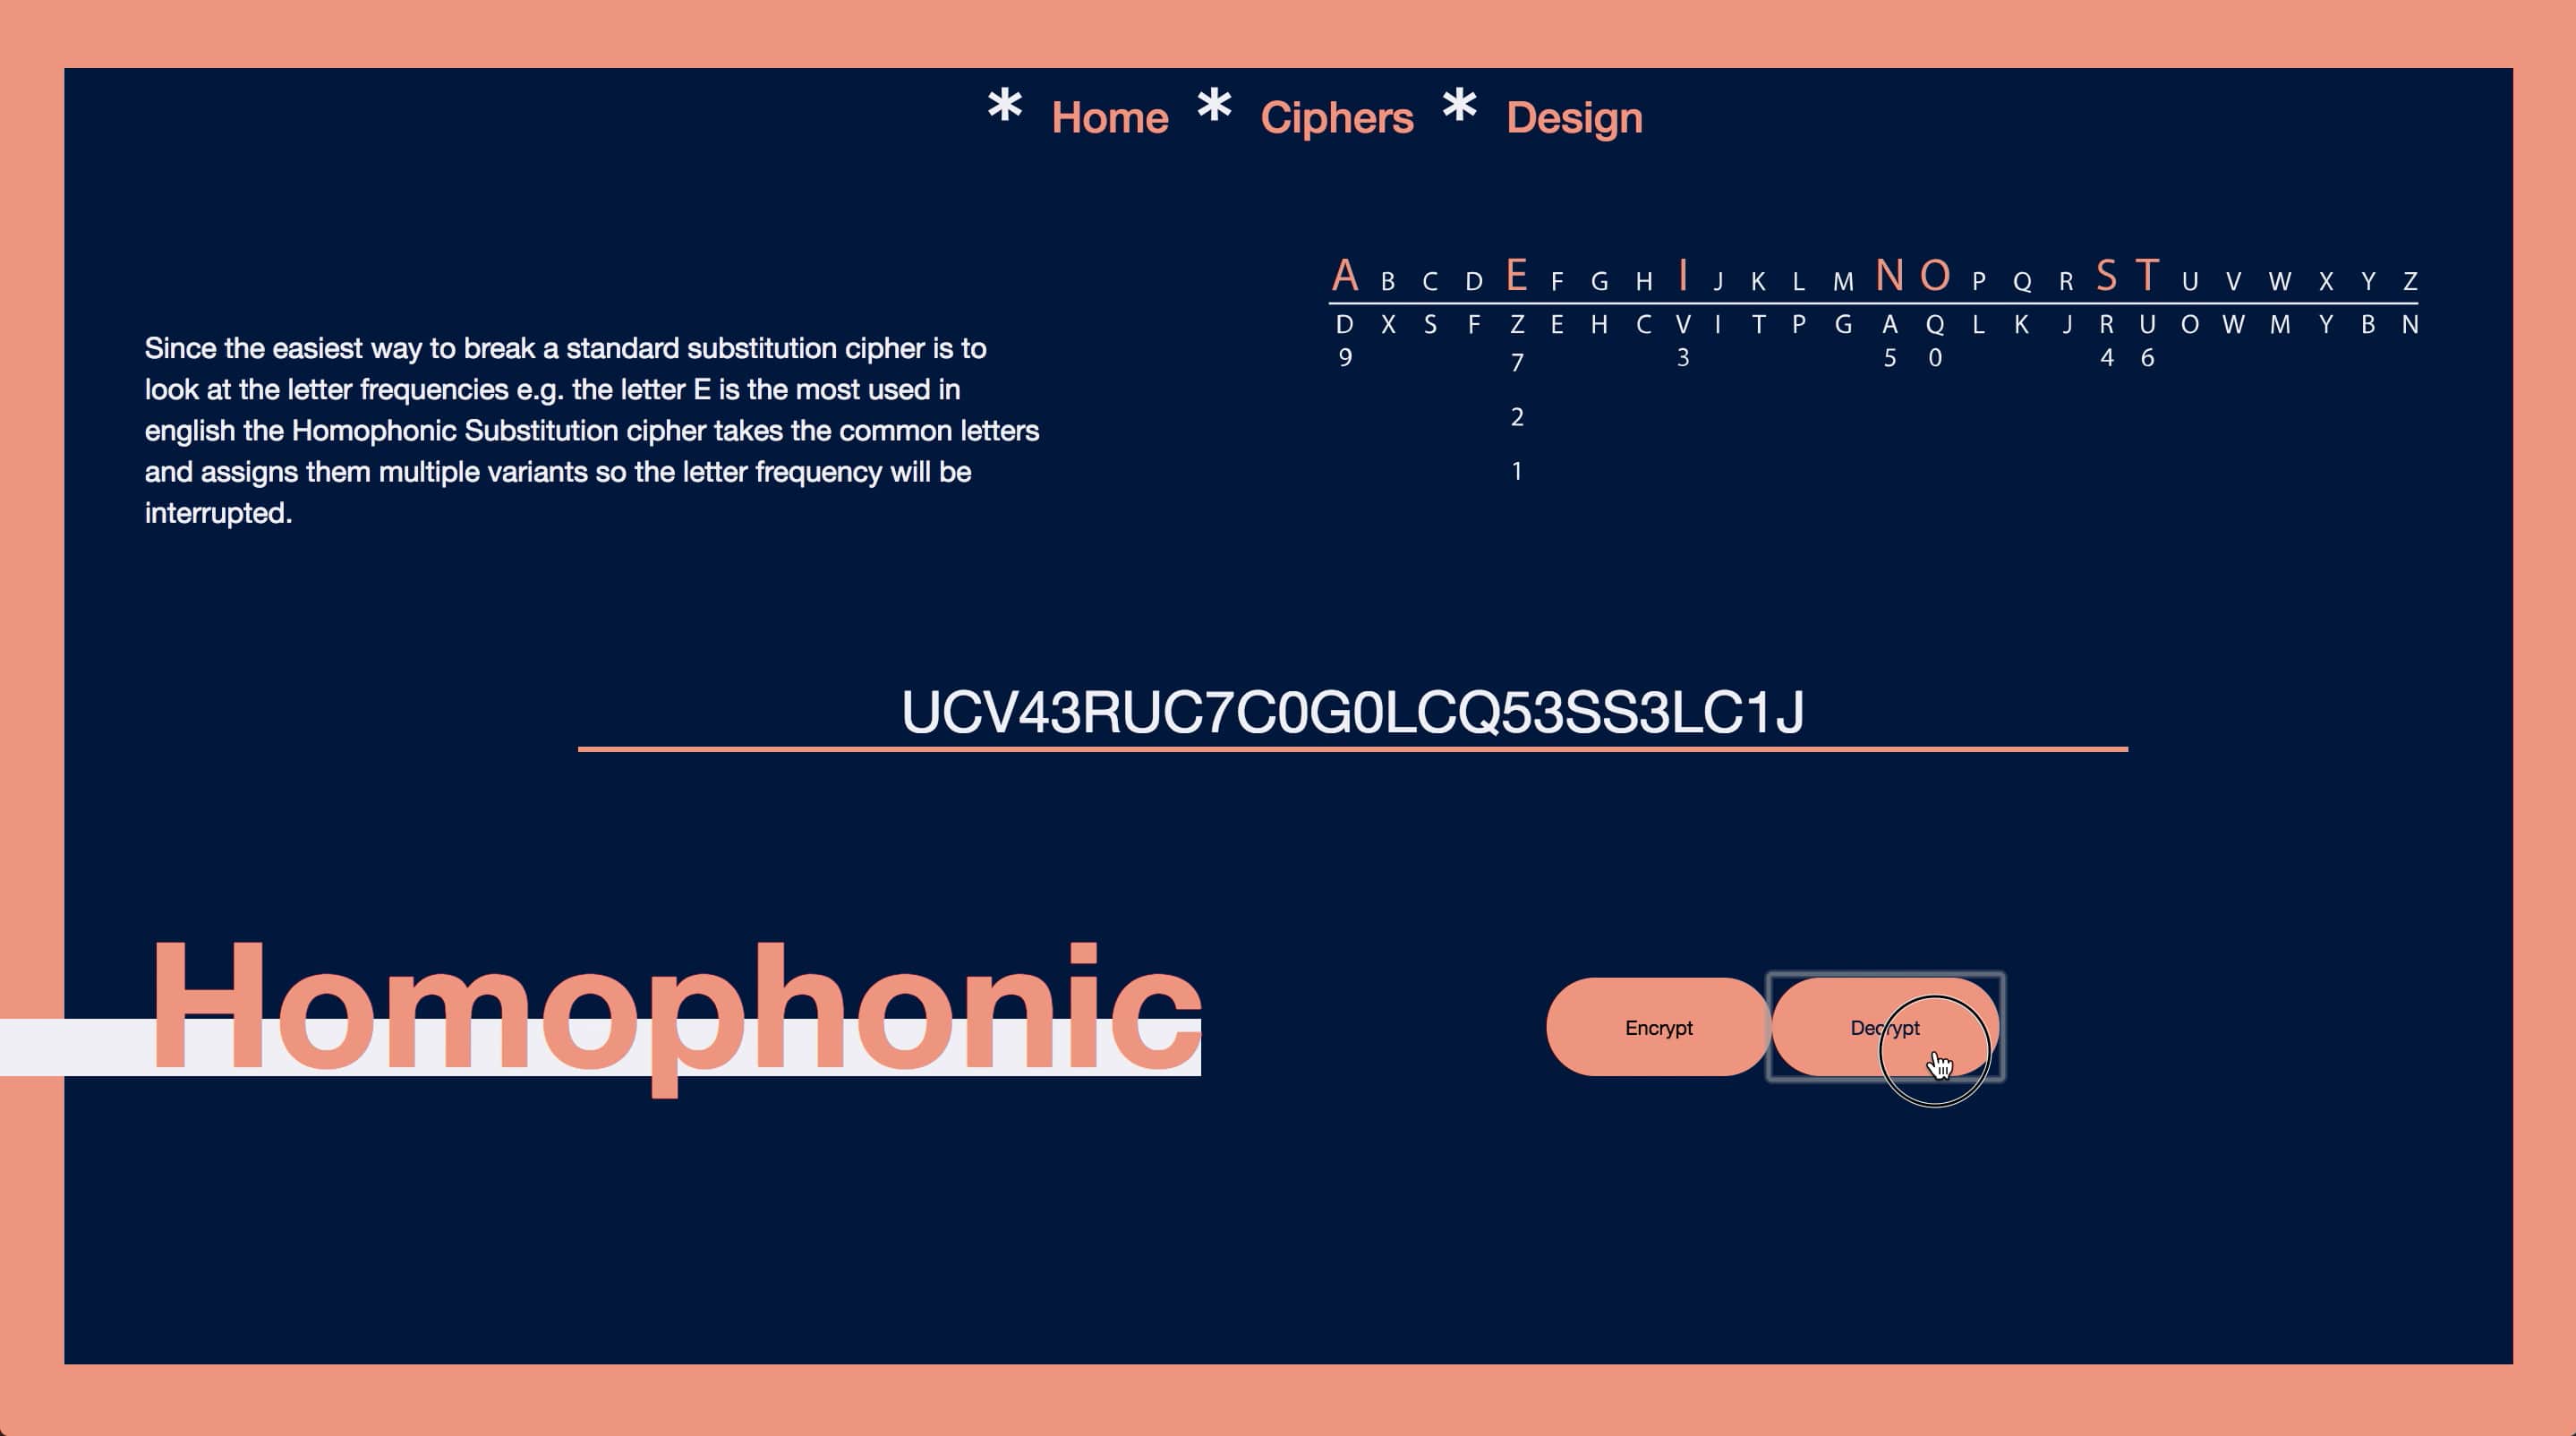 * Home * Ciphers * Design
A B C D E F G H I J K L M N O P Q R S T U V W X Y Z
D X S F Z E H C V I T P G A Q L K J R U O W M Y B N
9 7 3 5 0 4 6
2
1
Since the easiest way to break a standard substitution cipher is to
look at the letter frequencies e.g. the letter E is the most used in
english the Homophonic Substitution cipher takes the common letters
and assigns them multiple variants so the letter frequency will be
interrupted.
UCV43RUC7C0G0LCQ53SS3LC1J
Homophonic
Encrypt Decrypt